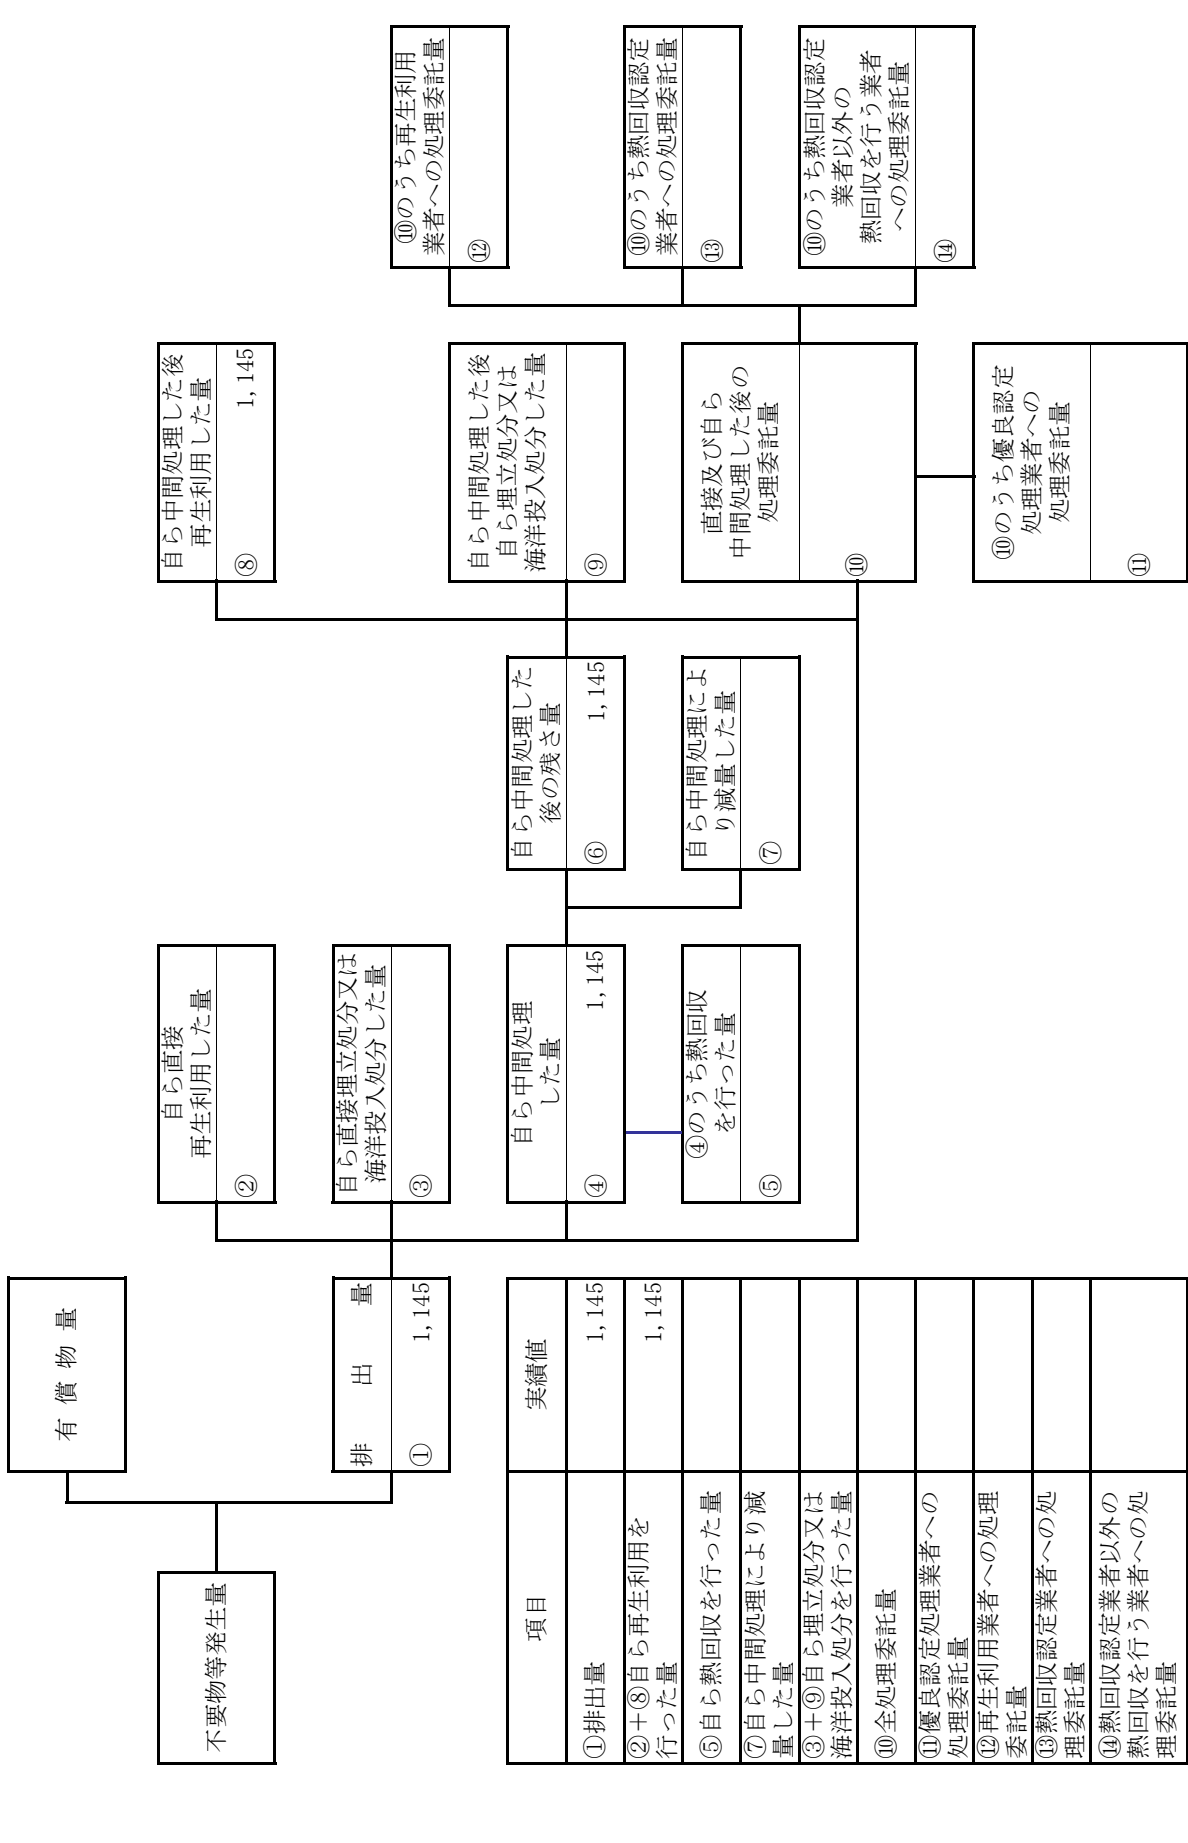 有償物量
不要物等発生量
排出量
① 1,145
自ら直接
再生利用した量
②
自ら直接埋立処分又は
海洋投入処分した量
③
自ら中間処理
した量
④ 1,145
④のうち熱回収
を行った量
⑤
自ら中間処理した
後の残さ量
⑥ 1,145
自ら中間処理によ
り減量した量
⑦
自ら中間処理した後
再生利用した量
⑧ 1,145
自ら中間処理した後
自ら埋立処分又は
海洋投入処分した量
⑨
直接及び自ら
中間処理した後の
処理委託量
⑩
⑩のうち優良認定
処理業者への
処理委託量
⑪
⑩のうち再生利用
業者への処理委託量
⑫
⑩のうち熱回収認定
業者への処理委託量
⑬
⑩のうち熱回収認定
業者以外の
熱回収を行う業者
への処理委託量
⑭
項目 実績値
①排出量 1,145
②+⑧自ら再生利用を
行った量 1,145
⑤自ら熱回収を行った量
⑦自ら中間処理により減
量した量
③+⑨自ら埋立処分又は
海洋投入処分を行った量
⑩全処理委託量
⑪優良認定処理業者への
処理委託量
⑫再生利用業者への処理
委託量
⑬熱回収認定業者への処
理委託量
⑭熱回収認定業者以外の
熱回収を行う業者への処
理委託量